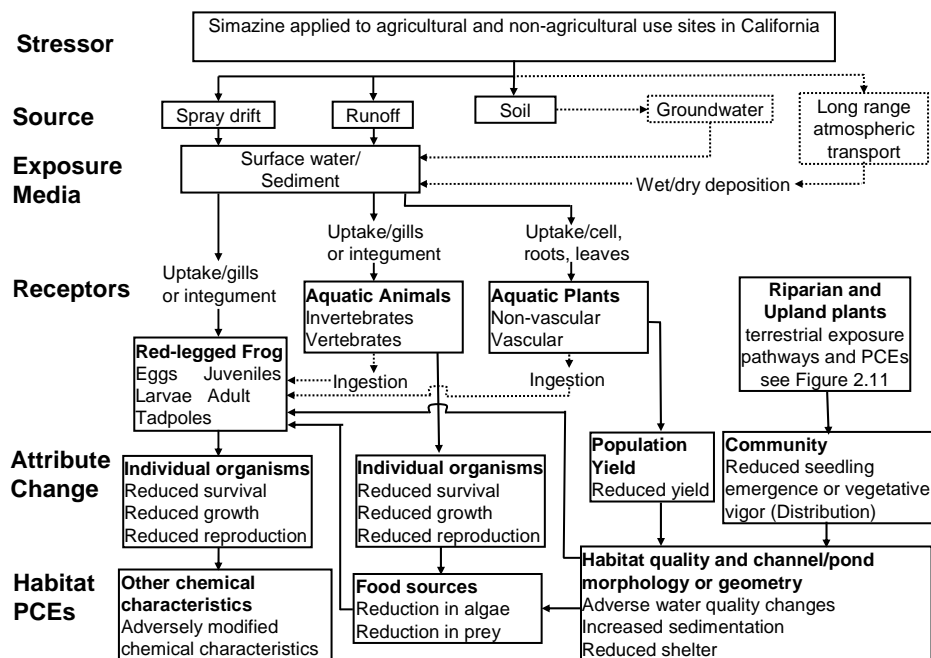 Stressor
Simazine applied to agricultural and non-agricultural use sites in California
Source
Spray drift
Runoff
Soil
Groundwater
Long range
atmospheric
transport
Exposure
Media
Surface water/
Sediment
Wet/dry deposition
Uptake/gills
or integument
Uptake/gills
or integument
Uptake/cell,
roots, leaves
Receptors
Red-legged Frog
Eggs Juveniles
Larvae Adult
Tadpoles
Aquatic Animals
Invertebrates
Vertebrates
Aquatic Plants
Non-vascular
Vascular
Riparian and
Upland plants
terrestrial exposure
pathways and PCEs
see Figure 2.11
Ingestion
Ingestion
Attribute
Change
Individual organisms
Reduced survival
Reduced growth
Reduced reproduction
Individual organisms
Reduced survival
Reduced growth
Reduced reproduction
Population
Yield
Reduced yield
Community
Reduced seedling
emergence or vegetative
vigor (Distribution)
Habitat
PCEs
Other chemical
characteristics
Adversely modified
chemical characteristics
Food sources
Reduction in algae
Reduction in prey
Habitat quality and channel/pond
morphology or geometry
Adverse water quality changes
Increased sedimentation
Reduced shelter